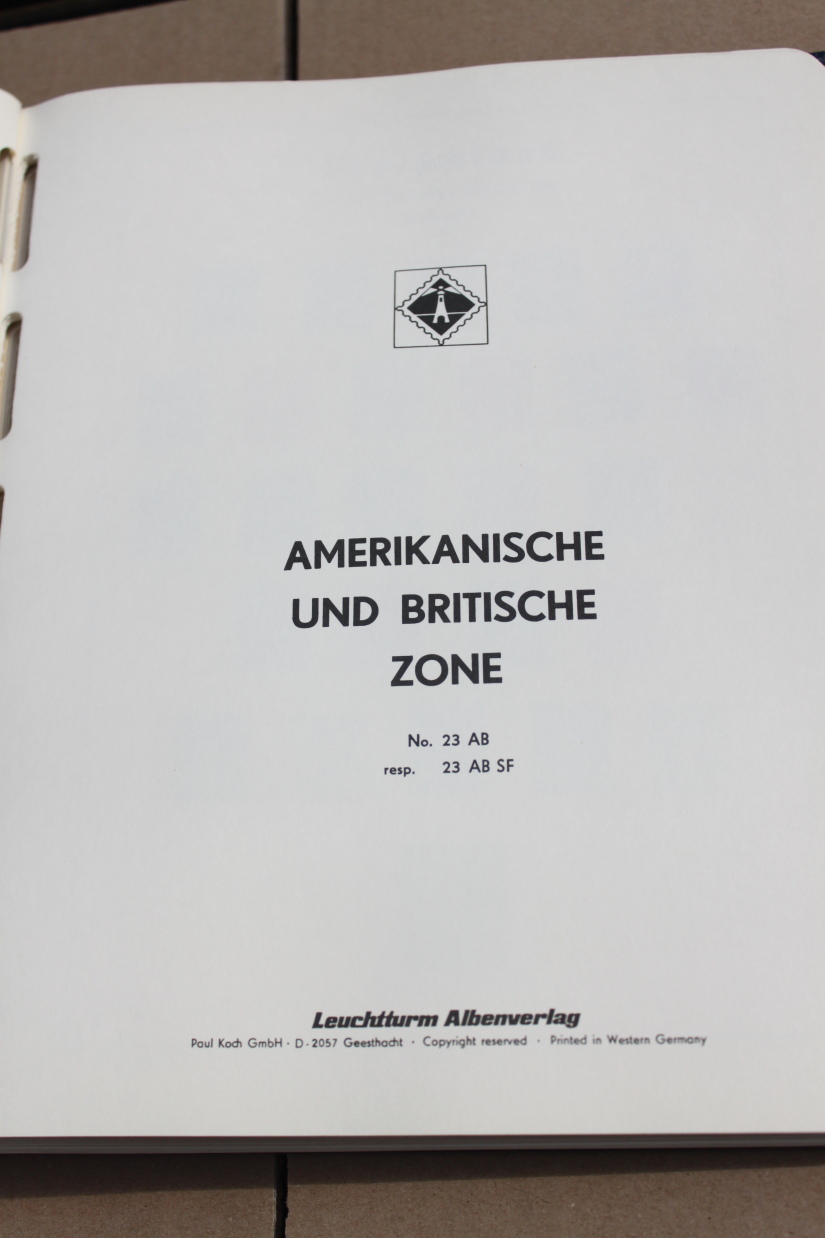 AMERIKANISCHE
UND BRITISCHE
ZONE
No. 23 AB
resp. 23 AB SF
Leuchtturm Albenverlag
Paul Koch GmbH · D-2057 Geesthacht · Copyright reserved · Printed in Western Germany